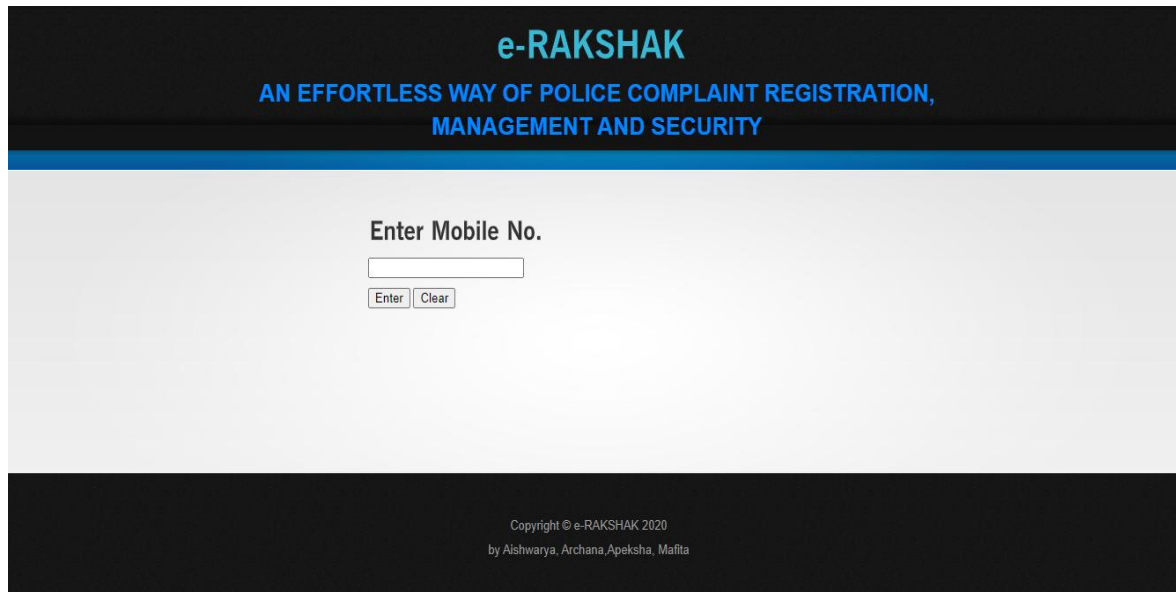 e-RAKSHAK
AN EFFORTLESS WAY OF POLICE COMPLAINT REGISTRATION,
MANAGEMENT AND SECURITY
Enter Mobile No.
Enter Clear
Copyright © e-RAKSHAK 2020
by Aishwarya, Archana,Apeksha, Mafita